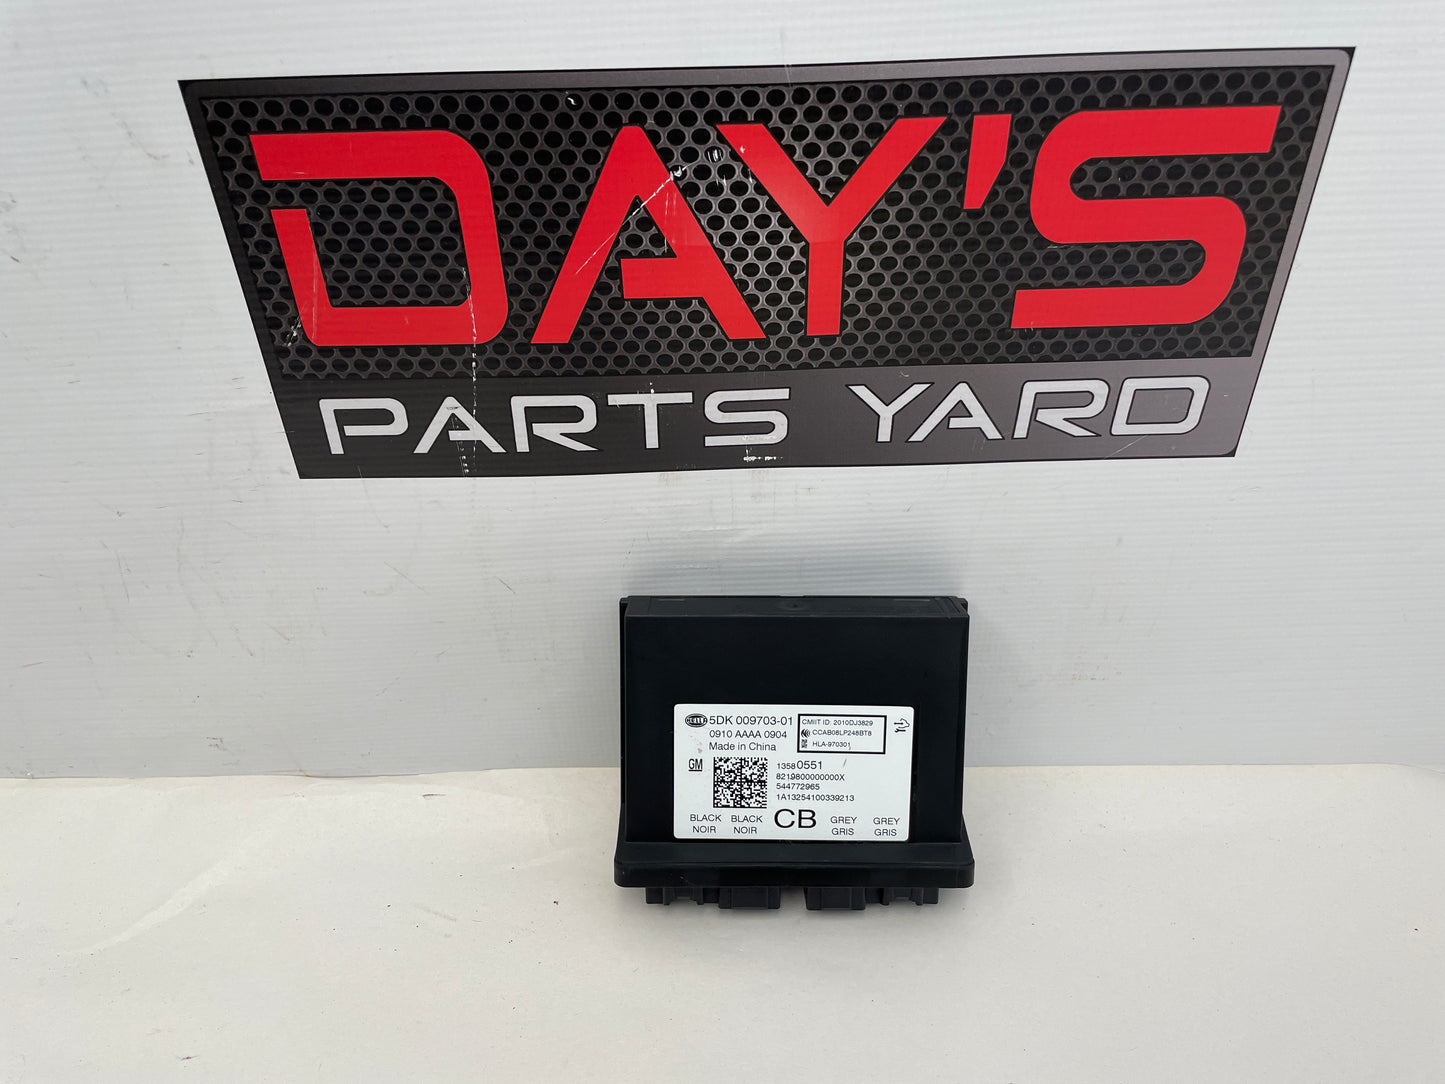 DAY'S
PARTS YARD
HELLA 5DK 009703-01
0910 AAAA 0904
Made in China
CMIIT ID: 2010DJ3829
CCAB08LP248BT8
HLA-970301
GM
13580551
8219800000000X
544772965
1A13254100339213
BLACK BLACK CB GREY GREY
NOIR NOIR GRIS GRIS